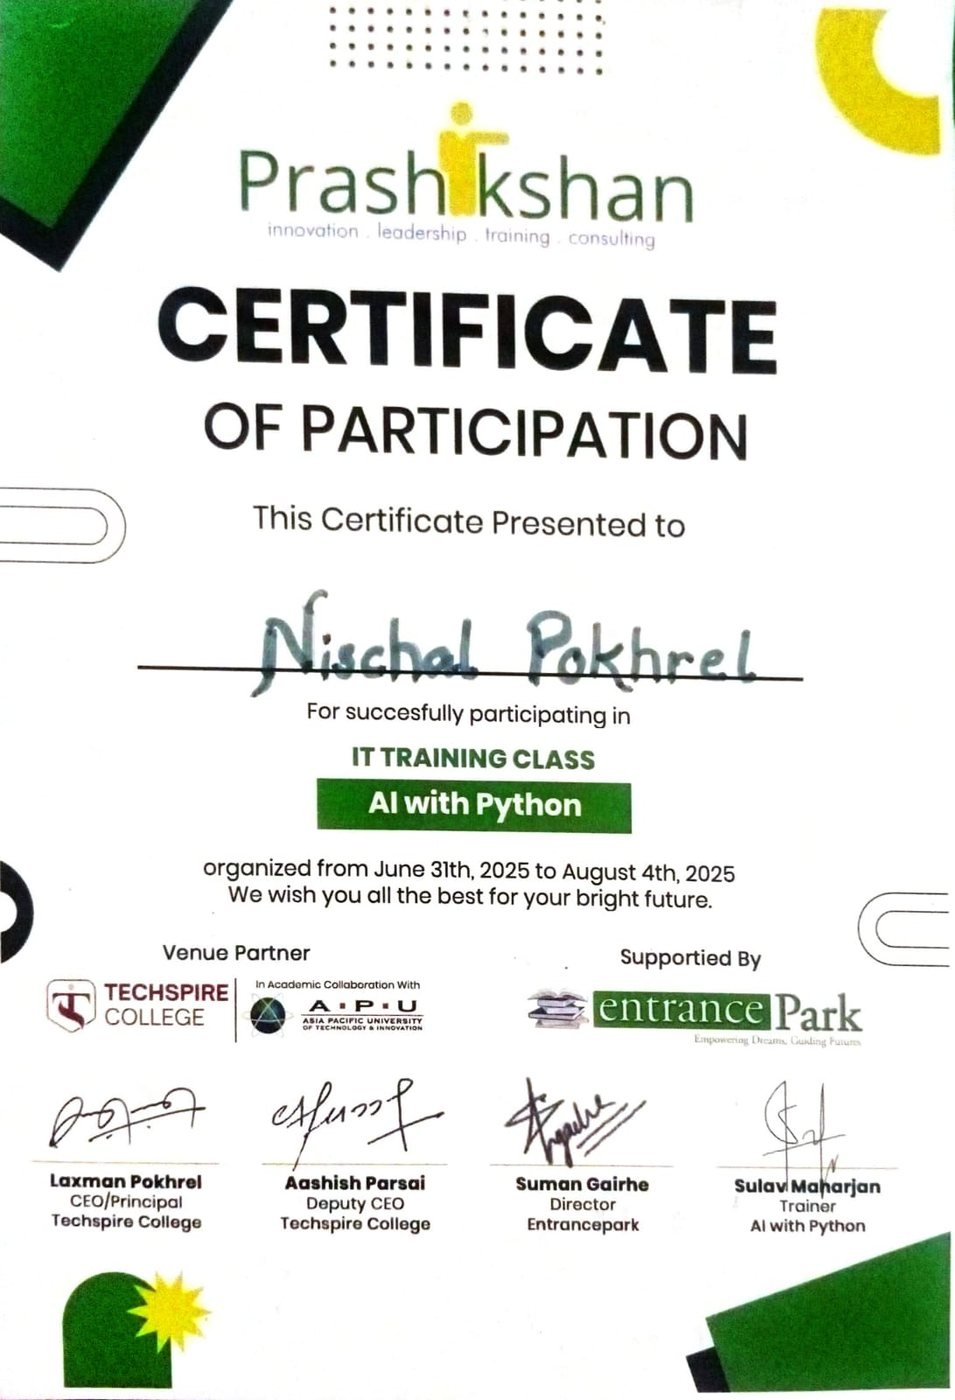 Prashikshan
innovation . leadership . training . consulting
CERTIFICATE
OF PARTICIPATION
This Certificate Presented to
Nischal Pokhrel
For succesfully participating in
IT TRAINING CLASS
AI with Python
organized from June 31th, 2025 to August 4th, 2025
We wish you all the best for your bright future.
Venue Partner
TECHSPIRE
COLLEGE
In Academic Collaboration With
A·P·U
ASIA PACIFIC UNIVERSITY
OF TECHNOLOGY & INNOVATION
Supportied By
entrance Park
Empowering Dreams, Guiding Futures
Laxman Pokhrel
CEO/Principal
Techspire College
Aashish Parsai
Deputy CEO
Techspire College
Suman Gairhe
Director
Entrancepark
Sulav Maharjan
Trainer
AI with Python